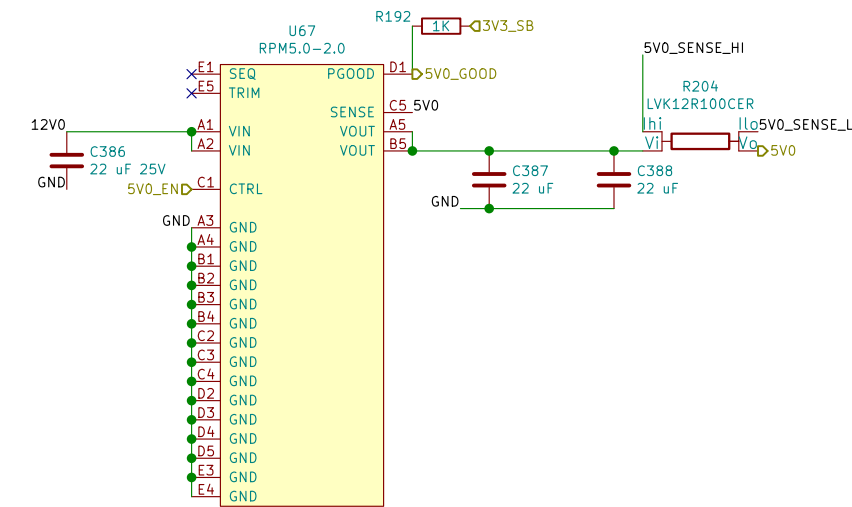 U67
RPM5.0-2.0
R192
1K
3V3_SB
E1
SEQ
PGOOD
D1
5V0_GOOD
E5
TRIM
SENSE
C5
5V0
12V0
A1
VIN
VOUT
A5
A2
VIN
VOUT
B5
C386
22 uF 25V
GND
5V0_EN
C1
CTRL
5V0_SENSE_HI
R204
LVK12R100CER
Ihi
Ilo
5V0_SENSE_L
Vi
Vo
5V0
C387
22 uF
C388
22 uF
GND
GND
A3
GND
A4
GND
B1
GND
B2
GND
B3
GND
B4
GND
C2
GND
C3
GND
C4
GND
D2
GND
D3
GND
D4
GND
D5
GND
E3
GND
E4
GND